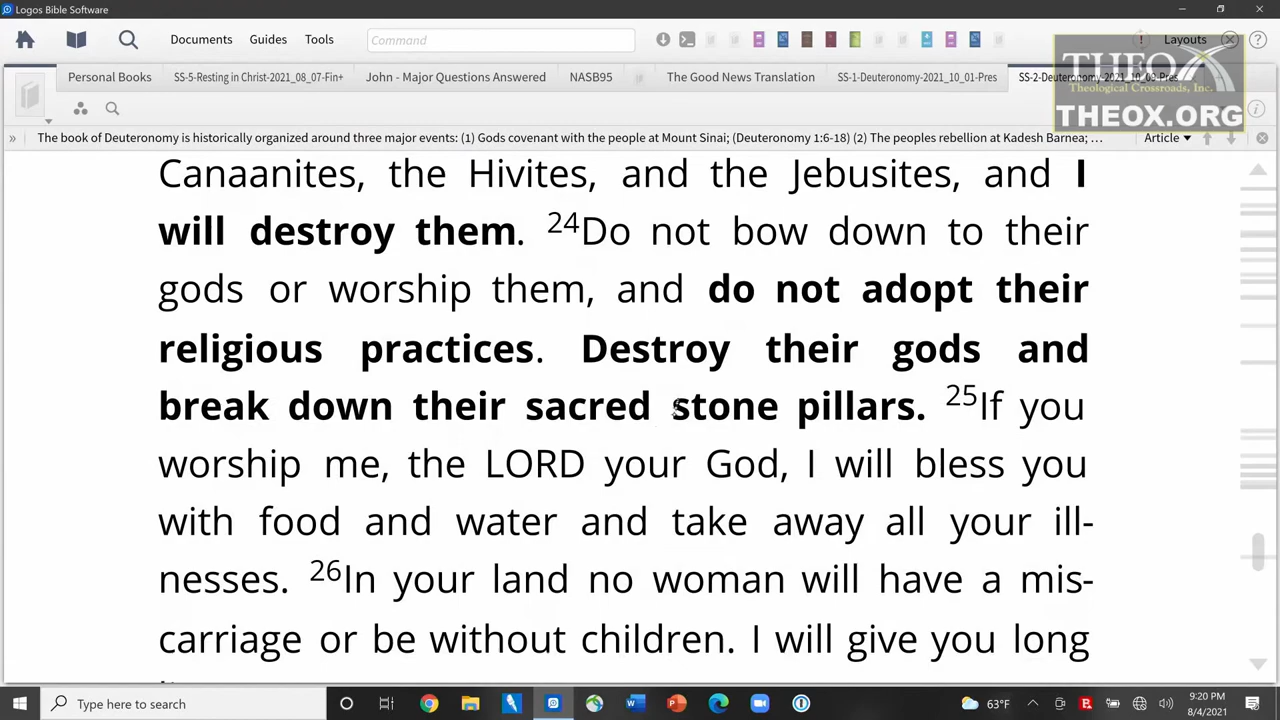 Logos Bible Software
Documents Guides Tools Command Layouts
Personal Books SS-5-Resting in Christ-2021_08_07-Fin+ John - Major Questions Answered NASB95 The Good News Translation SS-1-Deuteronomy-2021_10_01-Pres
THEOX
Theological Crossroads, Inc.
THEOX.ORG
The book of Deuteronomy is historically organized around three major events: (1) Gods covenant with the people at Mount Sinai; (Deuteronomy 1:6-18) (2) The peoples rebellion at Kadesh Barnea; … Article
Canaanites, the Hivites, and the Jebusites, and I
will destroy them. 24Do not bow down to their
gods or worship them, and do not adopt their
religious practices. Destroy their gods and
break down their sacred stone pillars. 25If you
worship me, the LORD your God, I will bless you
with food and water and take away all your ill-
nesses. 26In your land no woman will have a mis-
carriage or be without children. I will give you long
Type here to search 63°F 9:20 PM
8/4/2021